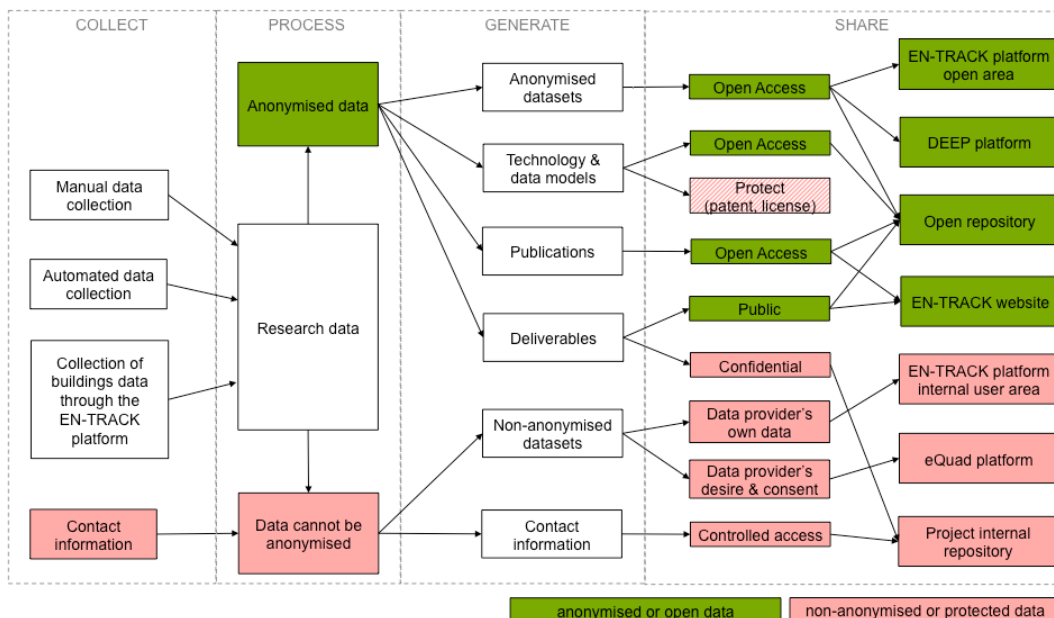 COLLECT
PROCESS
GENERATE
SHARE
Manual data
collection
Automated data
collection
Collection of
buildings data
through the
EN-TRACK
platform
Contact
information
Anonymised data
Research data
Data cannot be
anonymised
Anonymised
datasets
Technology &
data models
Publications
Deliverables
Non-anonymised
datasets
Contact
information
Open Access
Open Access
Protect
(patent, license)
Open Access
Public
Confidential
Data provider´s
own data
Data provider´s
desire & consent
Controlled access
EN-TRACK platform
open area
DEEP platform
Open repository
EN-TRACK website
EN-TRACK platform
internal user area
eQuad platform
Project internal
repository
anonymised or open data
non-anonymised or protected data